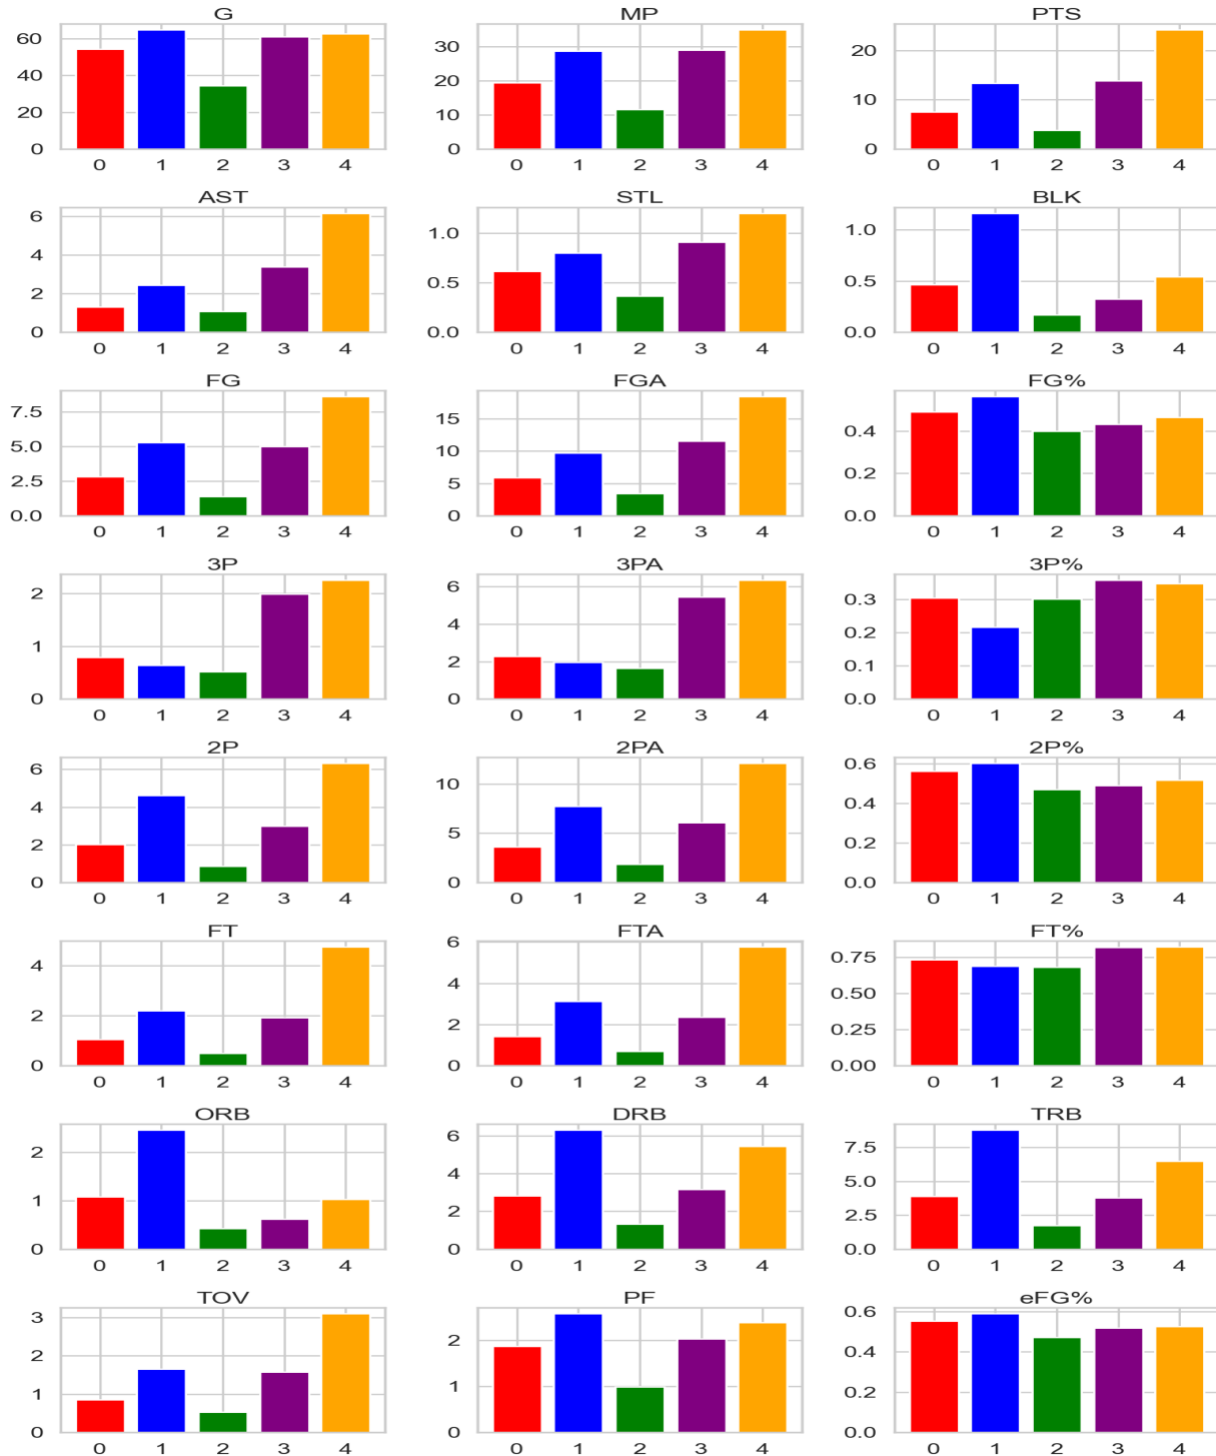 G MP PTS
60 30 20
40 20 10
20 10
0 0 0
0 1 2 3 4 0 1 2 3 4 0 1 2 3 4
AST STL BLK
6 1.0 1.0
4 0.5 0.5
2
0 0.0 0.0
0 1 2 3 4 0 1 2 3 4 0 1 2 3 4
FG FGA FG%
7.5 15 0.4
5.0 10 0.2
2.5 5
0.0 0 0.0
0 1 2 3 4 0 1 2 3 4 0 1 2 3 4
3P 3PA 3P%
2 6 0.3
1 4 0.2
2 0.1
0 0 0.0
0 1 2 3 4 0 1 2 3 4 0 1 2 3 4
2P 2PA 2P%
6 10 0.6
4 5 0.4
2 0.2
0 0 0.0
0 1 2 3 4 0 1 2 3 4 0 1 2 3 4
FT FTA FT%
4 6 0.75
2 4 0.50
2 0.25
0 0 0.00
0 1 2 3 4 0 1 2 3 4 0 1 2 3 4
ORB DRB TRB
2 6 7.5
1 4 5.0
2 2.5
0 0 0.0
0 1 2 3 4 0 1 2 3 4 0 1 2 3 4
TOV PF eFG%
3 2 0.6
2 1 0.4
1 0.2
0 0 0.0
0 1 2 3 4 0 1 2 3 4 0 1 2 3 4